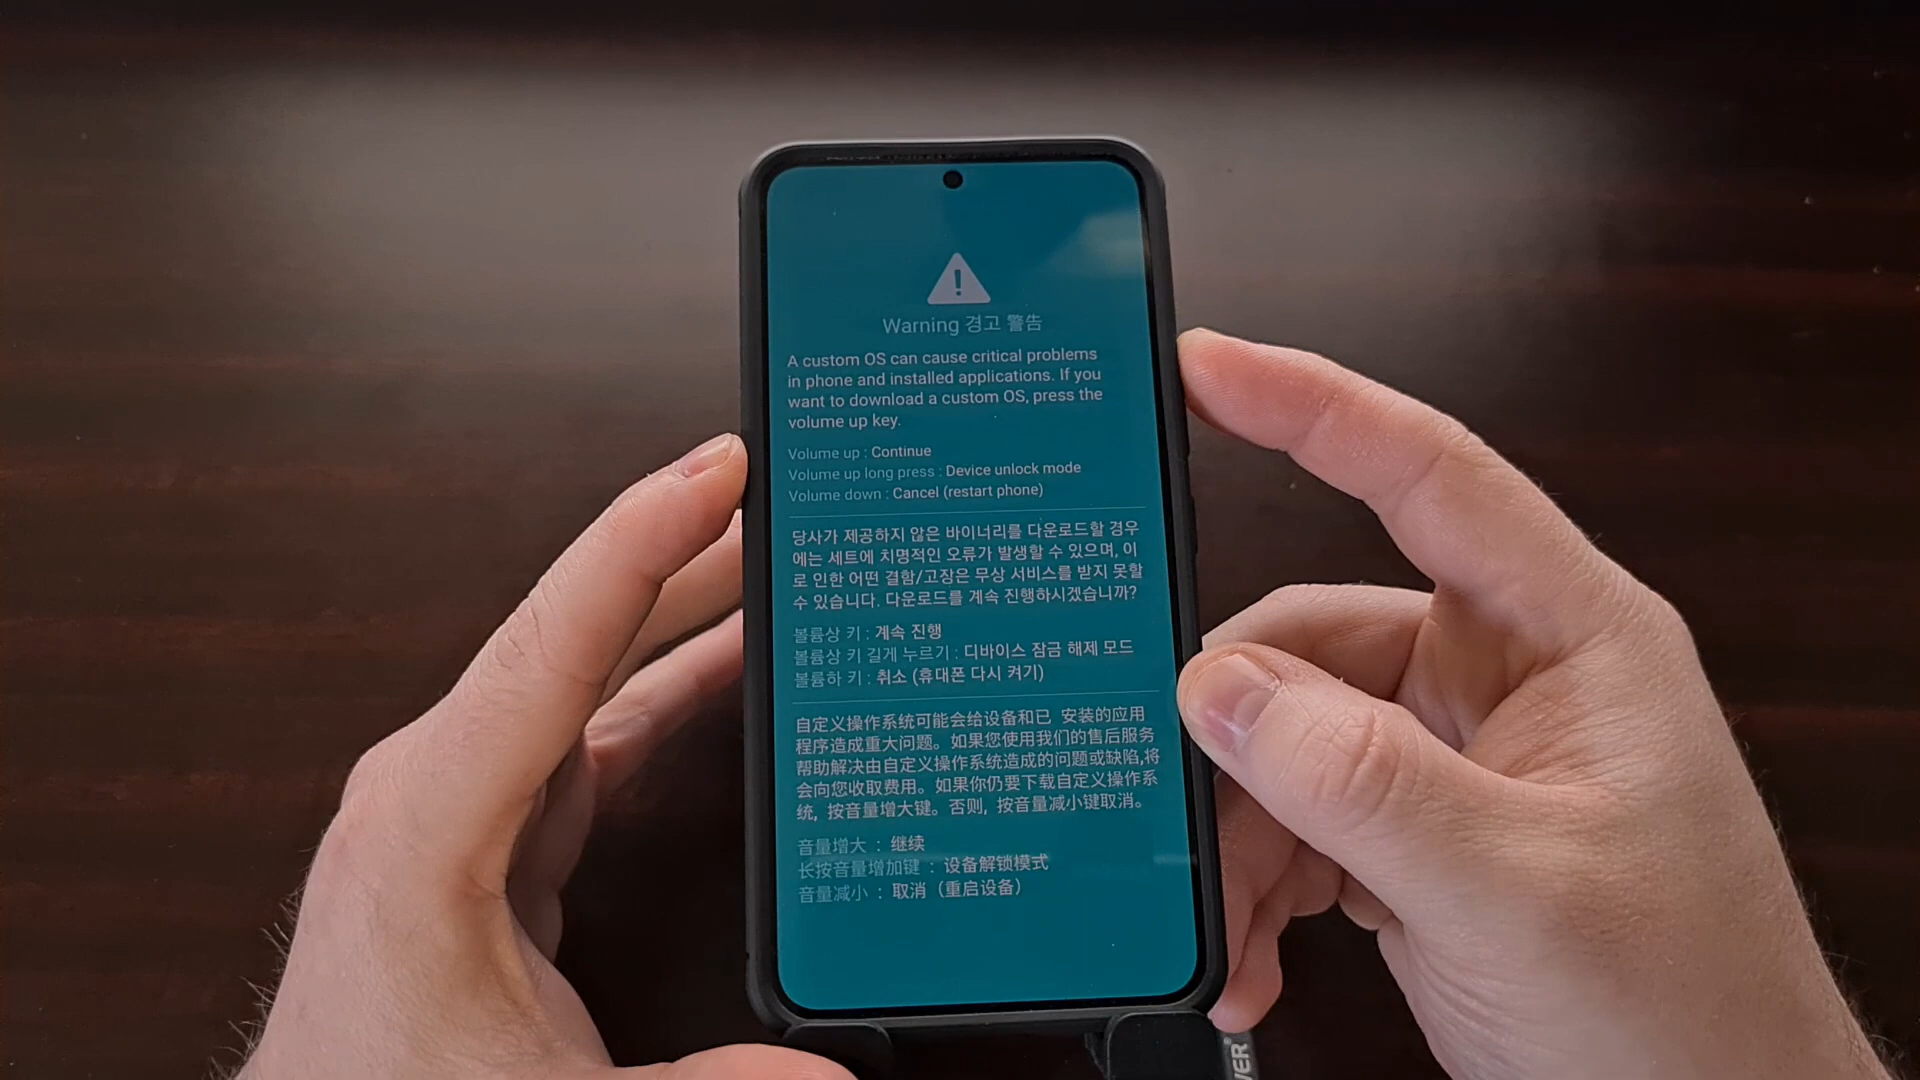 Warning 경고 警告
A custom OS can cause critical problems
in phone and installed applications. If you
want to download a custom OS, press the
volume up key.
Volume up : Continue
Volume up long press : Device unlock mode
Volume down : Cancel (restart phone)
당사가 제공하지 않은 바이너리를 다운로드할 경우
에는 세트에 치명적인 오류가 발생할 수 있으며, 이
로 인한 어떤 결함/고장은 무상 서비스를 받지 못할
수 있습니다. 다운로드를 계속 진행하시겠습니까?
볼륨상 키 : 계속 진행
볼륨상 키 길게 누르기 : 디바이스 잠금 해제 모드
볼륨하 키 : 취소 (휴대폰 다시 켜기)
自定义操作系统可能会给设备和已 安装的应用
程序造成重大问题。如果您使用我们的售后服务
帮助解决由自定义操作系统造成的问题或缺陷,将
会向您收取费用。如果你仍要下载自定义操作系
统, 按音量增大键。否则, 按音量减小键取消。
音量增大 : 继续
长按音量增加键 : 设备解锁模式
音量减小 : 取消（重启设备）